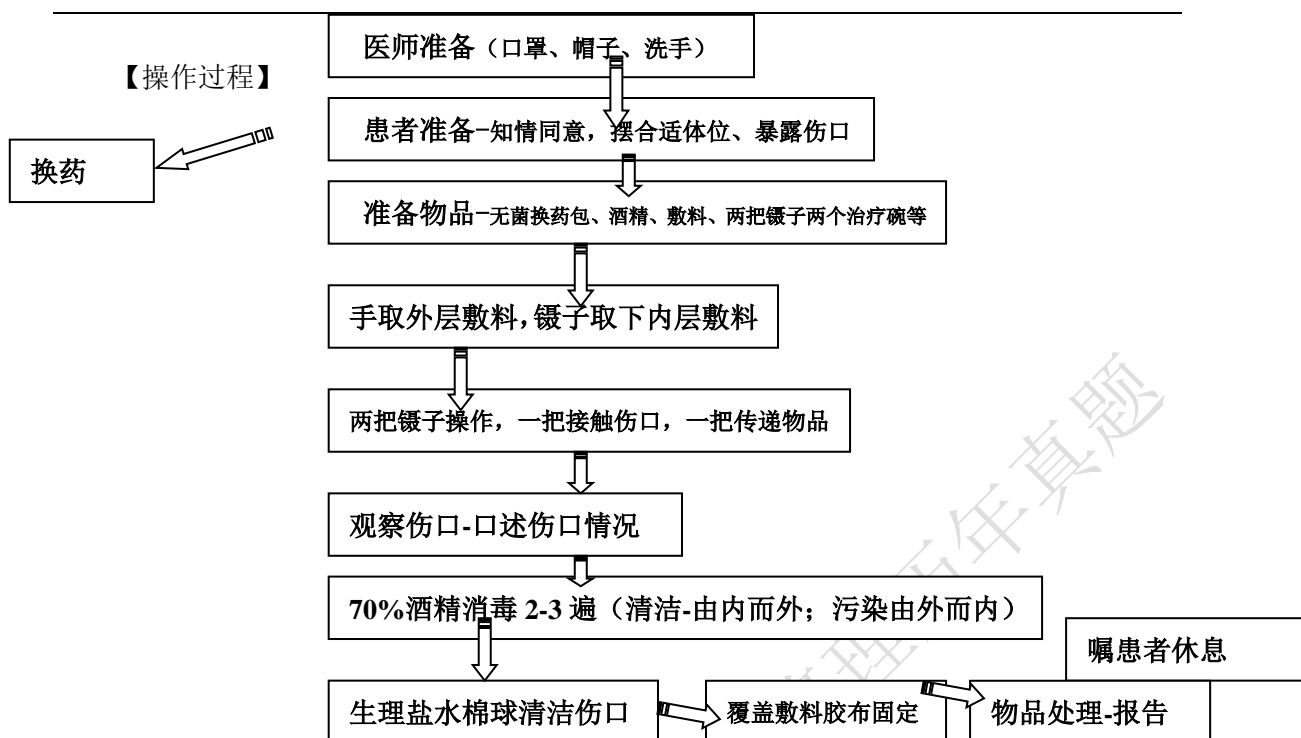 医师准备（口罩、帽子、洗手）
【操作过程】
患者准备-知情同意，摆合适体位、暴露伤口
换药
准备物品-无菌换药包、酒精、敷料、两把镊子两个治疗碗等
手取外层敷料，镊子取下内层敷料
两把镊子操作，一把接触伤口，一把传递物品
观察伤口-口述伤口情况
70%酒精消毒 2-3 遍（清洁-由内而外；污染由外而内）
嘱患者休息
生理盐水棉球清洁伤口
覆盖敷料胶布固定
物品处理-报告
历年真题